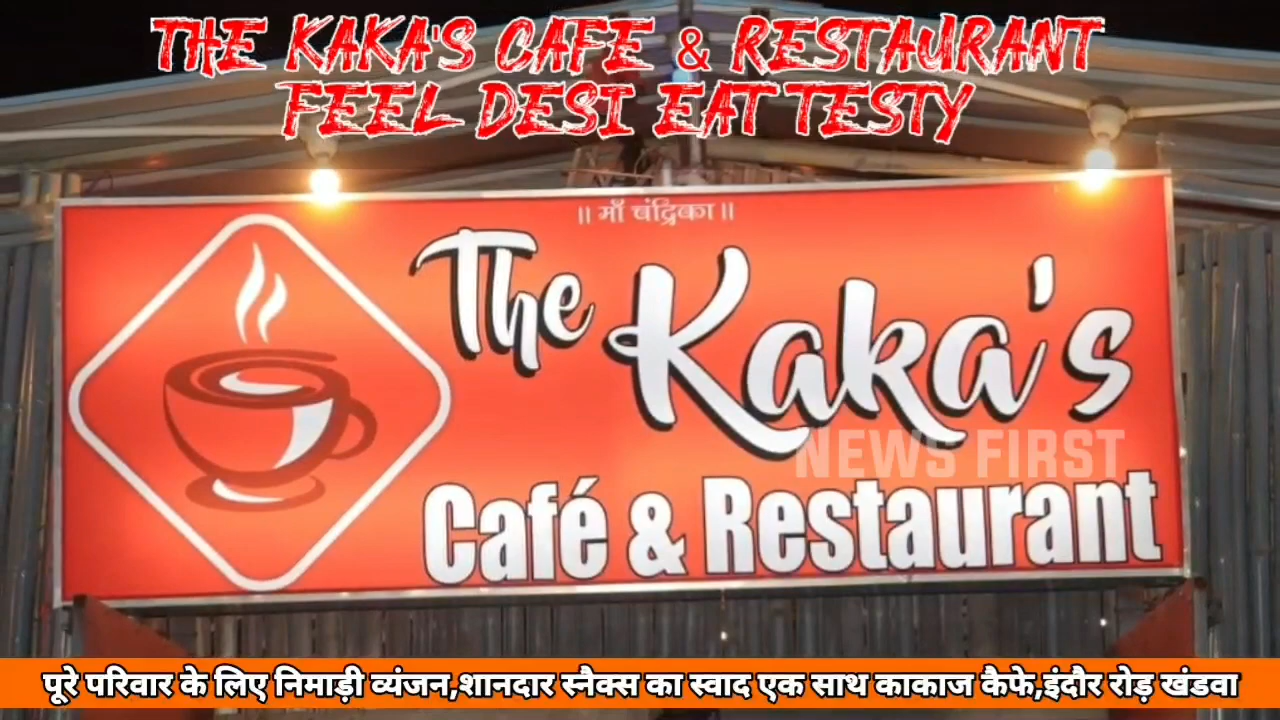 THE KAKA'S CAFE & RESTAURANT
FEEL DESI EAT TESTY
॥ माँ चंद्रिका ॥
The Kaka's
NEWS FIRST
Café & Restaurant
पूरे परिवार के लिए निमाड़ी व्यंजन,शानदार स्नैक्स का स्वाद एक साथ काकाज कैफे,इंदौर रोड़ खंडवा